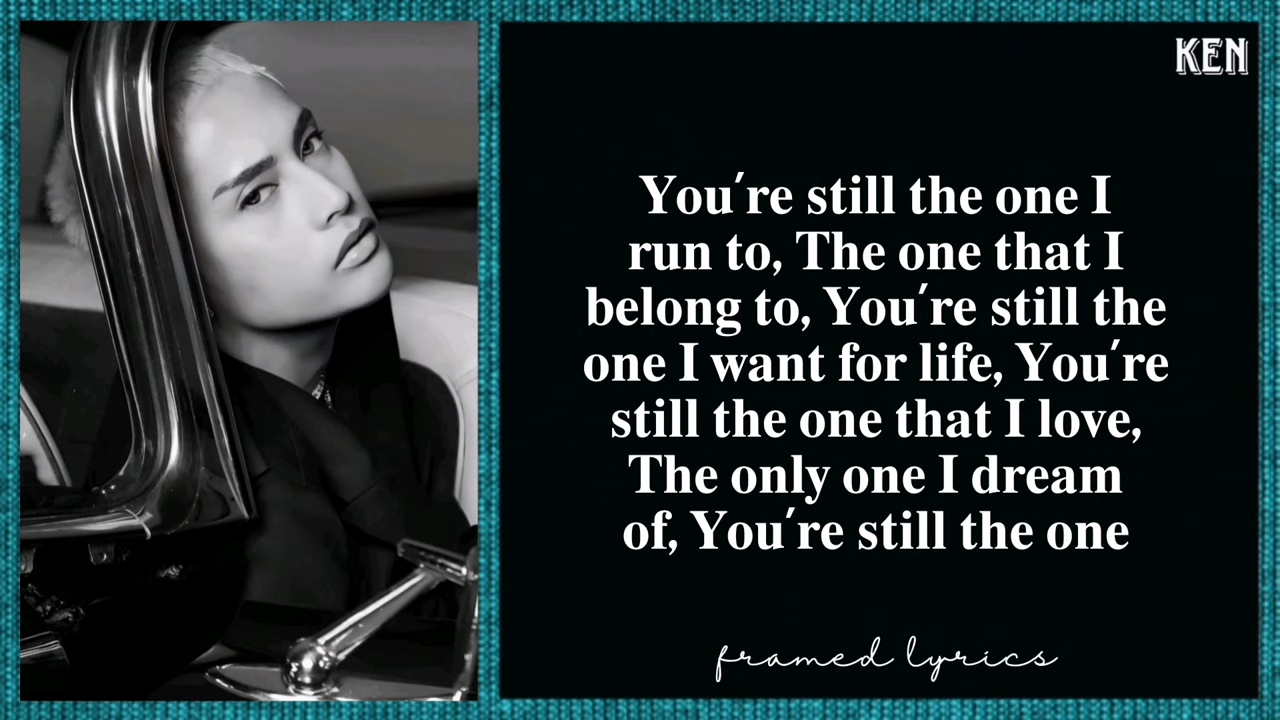 KEN
You're still the one I
run to, The one that I
belong to, You're still the
one I want for life, You're
still the one that I love,
The only one I dream
of, You're still the one
framed lyrics